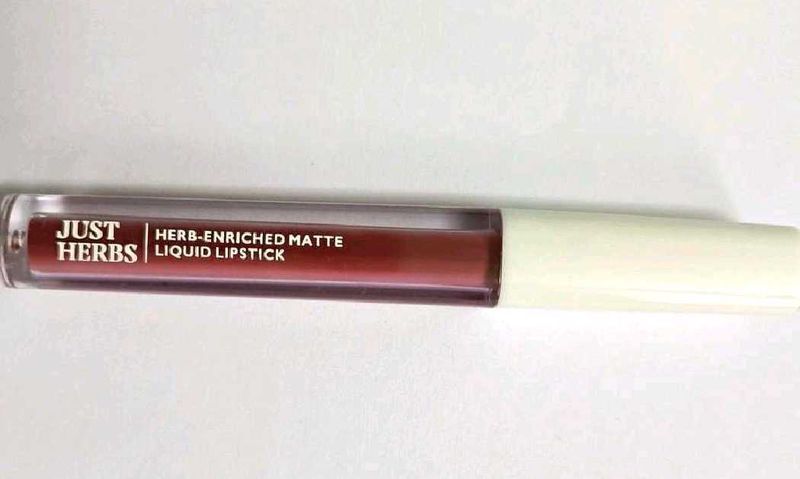 JUST
HERBS
HERB-ENRICHED MATTE
LIQUID LIPSTICK